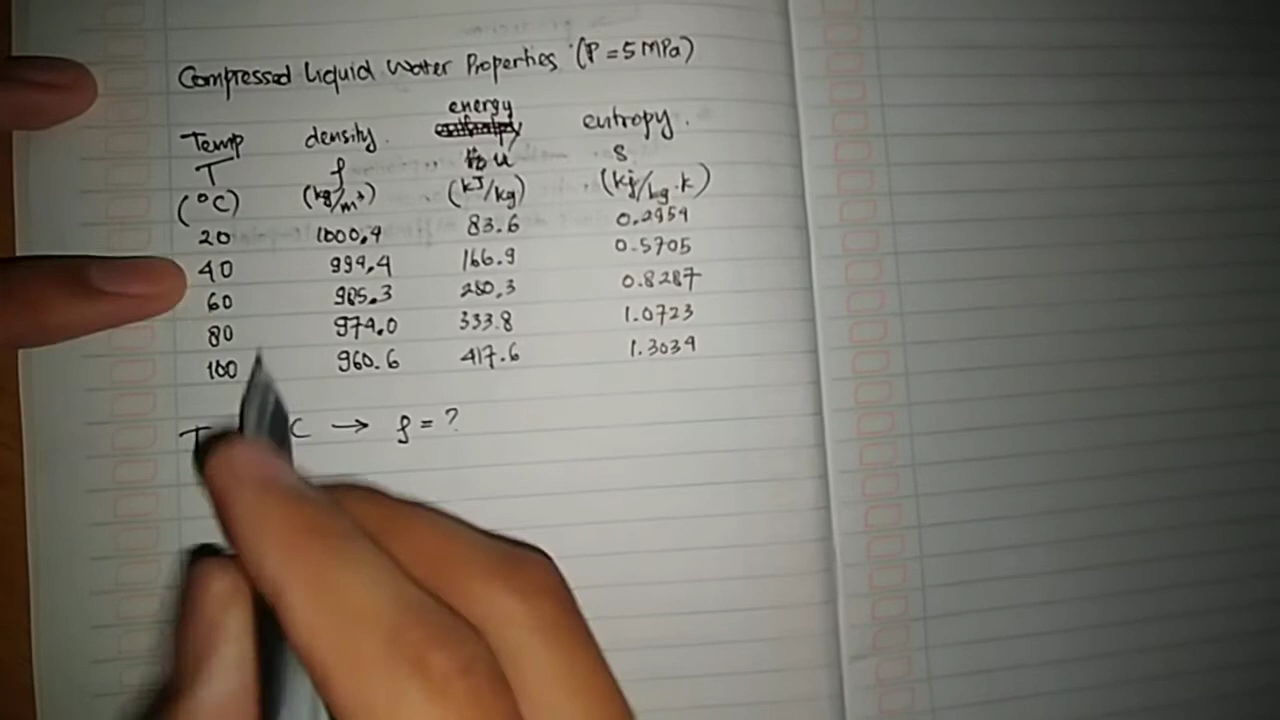 Compressed Liquid Water Properties (P = 5 MPa)
Temp density energy entropy.
T ρ u s
(°C) (kg/m³) (kJ/kg) (kJ/kg.K)
20 1000.4 83.6 0.2954
40 994.4 166.9 0.5705
60 985.3 250.3 0.8287
80 974.0 333.8 1.0723
100 960.6 417.6 1.3034
T C → ρ = ?